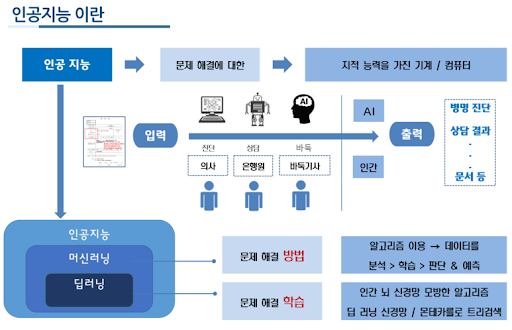 인공지능 이란
인공 지능
문제 해결에 대한
지적 능력을 가진 기계 / 컴퓨터
AI
입력
진단
상담
바둑
의사
은행원
바둑기사
AI
인간
출력
병명 진단
상담 결과
.
.
.
문서 등
인공지능
머신러닝
딥러닝
문제 해결 방법
알고리즘 이용 → 데이터를
분석 > 학습 > 판단 & 예측
문제 해결 학습
인간 뇌 신경망 모방한 알고리즘
딥 러닝 신경망 / 몬테카를로 트리검색